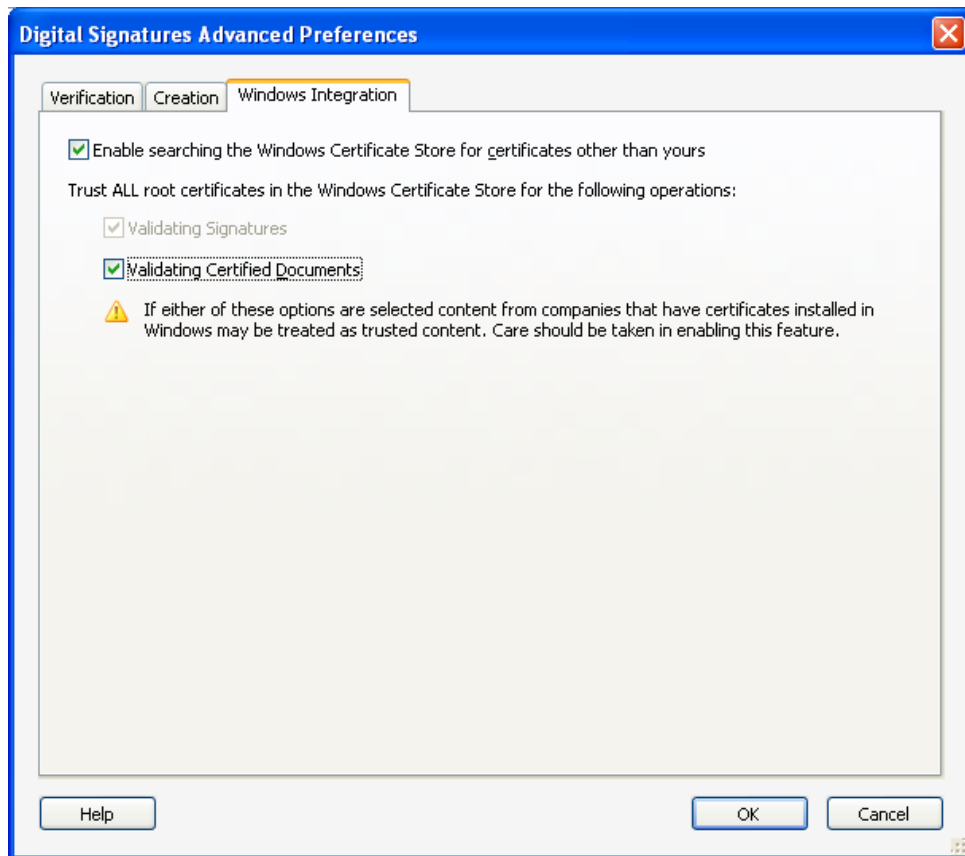 Digital Signatures Advanced Preferences
Verification Creation Windows Integration
Enable searching the Windows Certificate Store for certificates other than yours
Trust ALL root certificates in the Windows Certificate Store for the following operations:
Validating Signatures
Validating Certified Documents
If either of these options are selected content from companies that have certificates installed in
Windows may be treated as trusted content. Care should be taken in enabling this feature.
Help OK Cancel